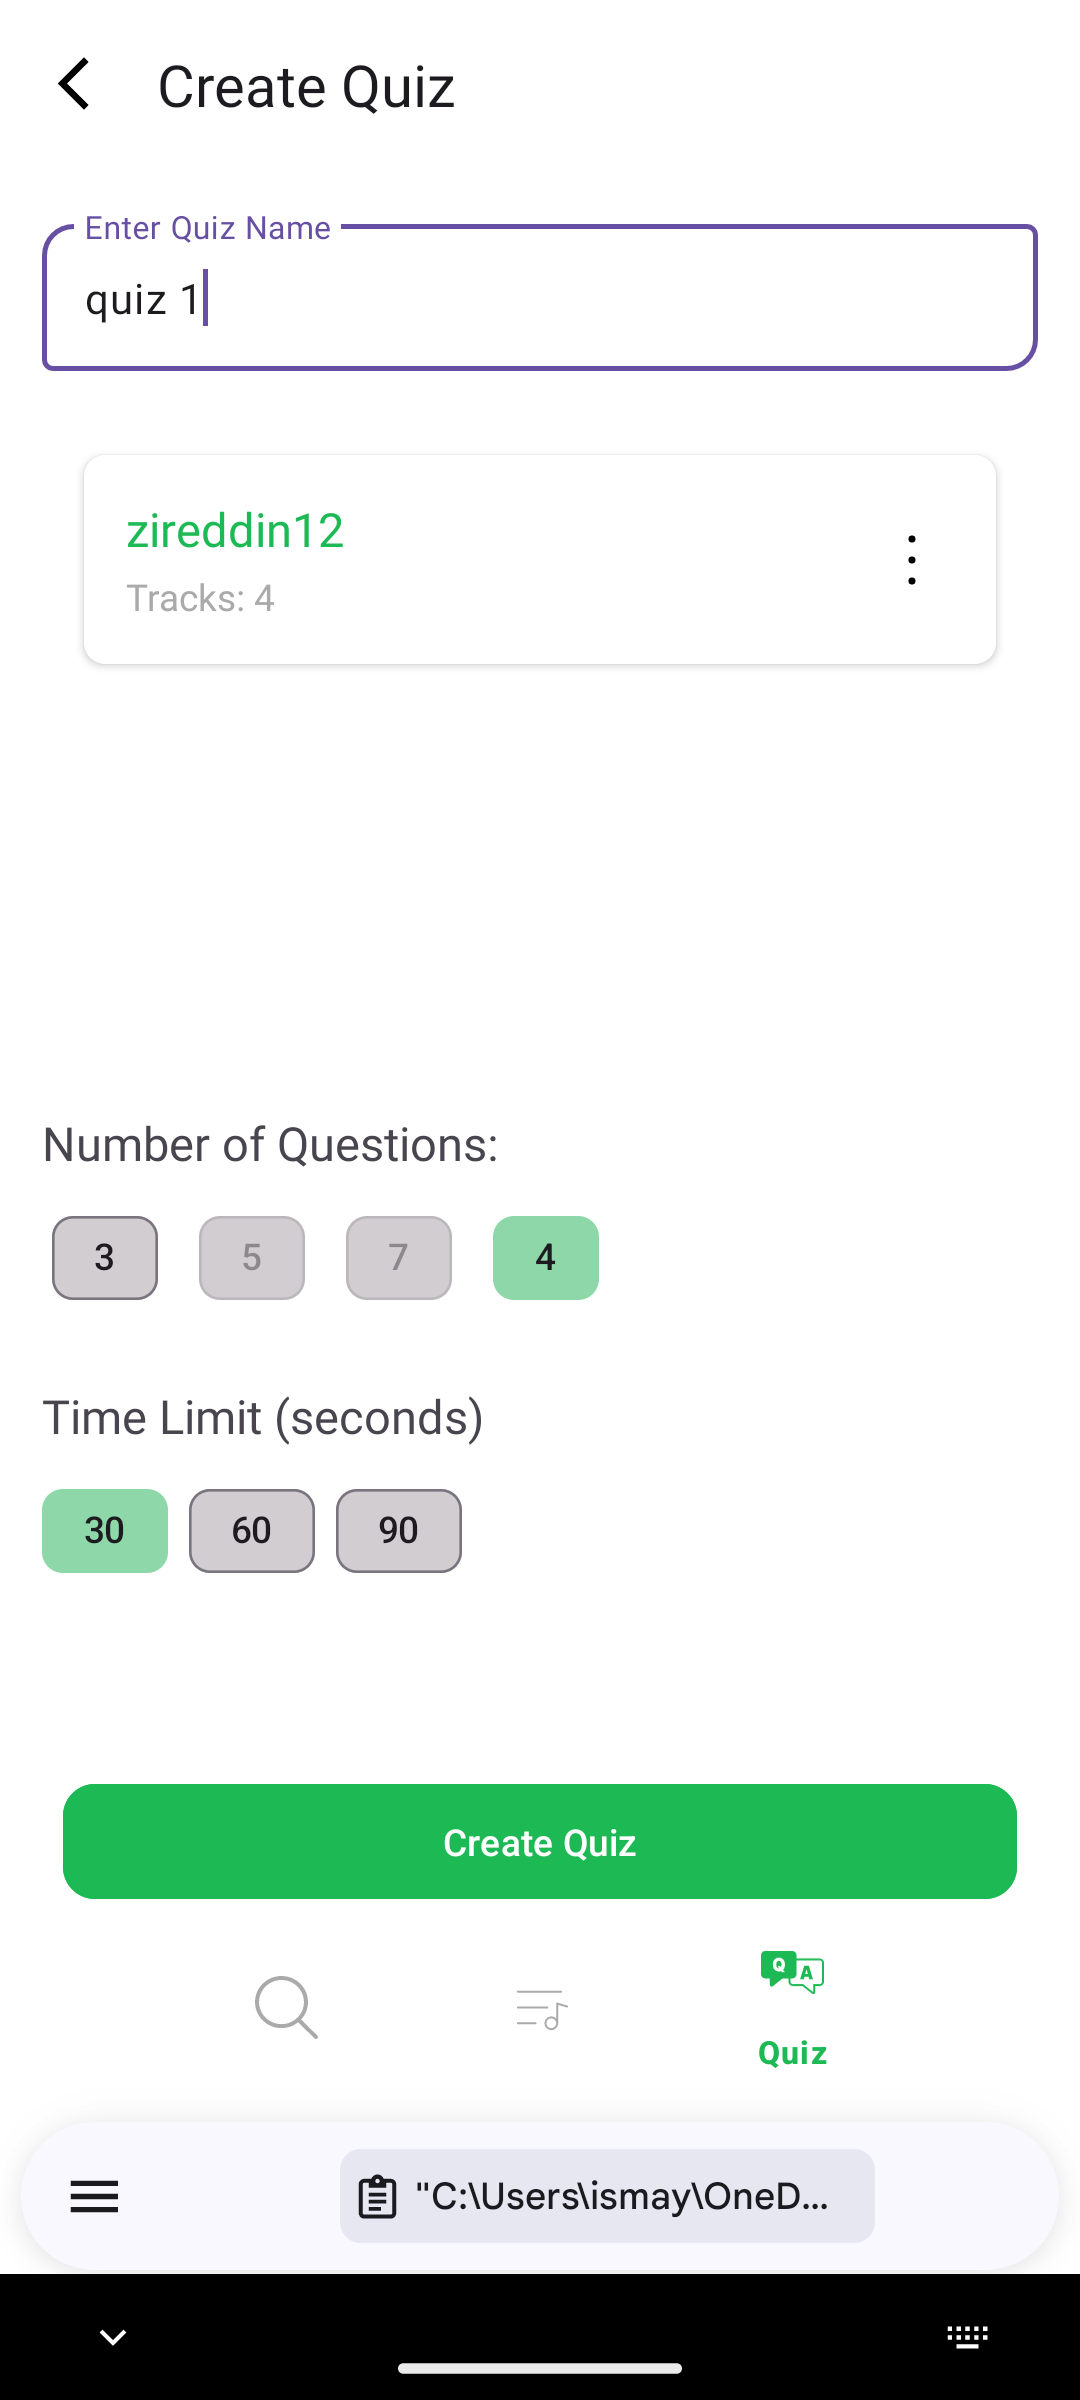 Create Quiz
Enter Quiz Name
quiz 1
zireddin12
Tracks: 4
Number of Questions:
3 5 7 4
Time Limit (seconds)
30 60 90
Create Quiz
Q A
Quiz
"C:\Users\ismay\OneD...